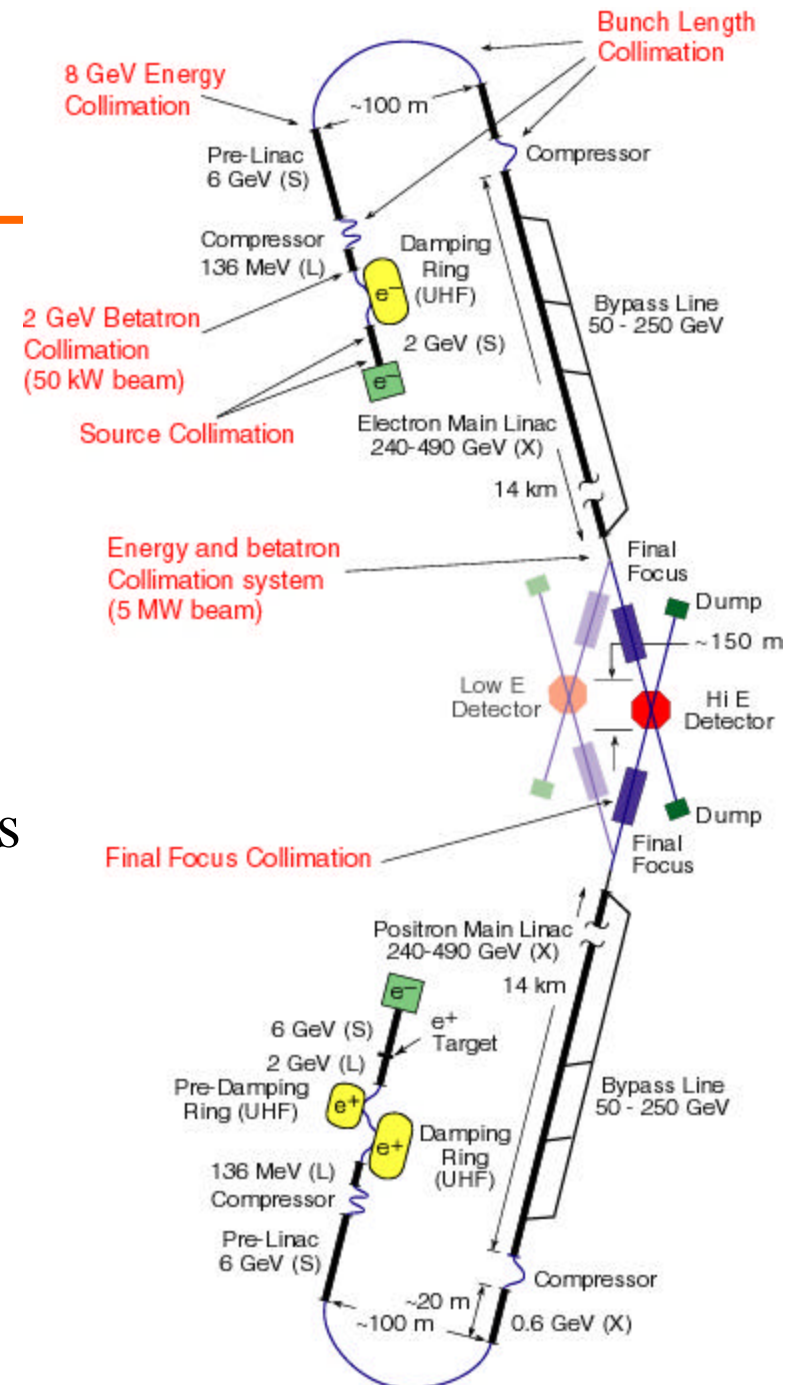 Bunch Length
Collimation
8 GeV Energy
Collimation
~100 m
Pre-Linac
6 GeV (S)
Compressor
Compressor
136 MeV (L)
Damping
Ring
(UHF)
e⁻
Bypass Line
50 - 250 GeV
2 GeV Betatron
Collimation
(50 kW beam)
2 GeV (S)
e⁻
Source Collimation
Electron Main Linac
240-490 GeV (X)
14 km
Energy and betatron
Collimation system
(5 MW beam)
Final
Focus
Dump
~150 m
Low E
Detector
Hi E
Detector
s
Dump
Final Focus Collimation
Final
Focus
Positron Main Linac
240-490 GeV (X)
14 km
e⁻
6 GeV (S)
e⁺
Target
2 GeV (L)
Pre-Damping
Ring (UHF)
e⁺
e⁺
Damping
Ring
(UHF)
Bypass Line
50 - 250 GeV
136 MeV (L)
Compressor
Pre-Linac
6 GeV (S)
Compressor
~20 m
~100 m
0.6 GeV (X)